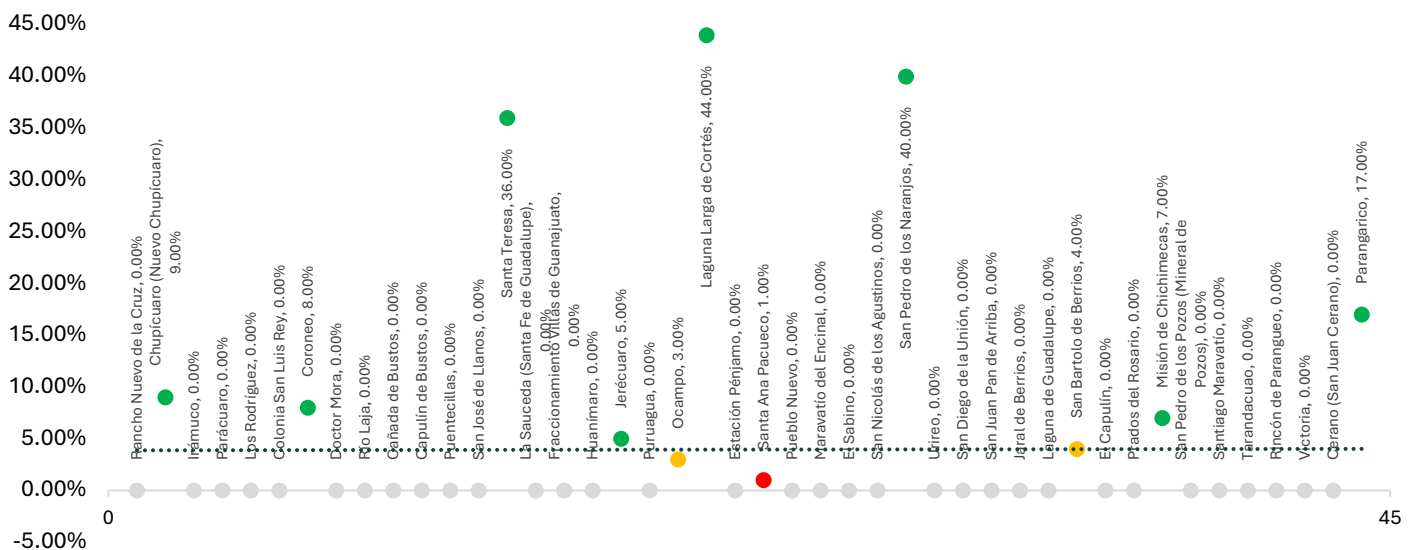 45.00%
40.00%
35.00%
30.00%
25.00%
20.00%
15.00%
10.00%
5.00%
0.00%
-5.00%
0
45
Rancho Nuevo de la Cruz, 0.00%
Chupícuaro (Nuevo Chupícuaro),
9.00%
Irámuco, 0.00%
Parácuaro, 0.00%
Los Rodríguez, 0.00%
Colonia San Luis Rey, 0.00%
Coroneo, 8.00%
Doctor Mora, 0.00%
Río Laja, 0.00%
Cañada de Bustos, 0.00%
Capulín de Bustos, 0.00%
Puentecillas, 0.00%
San José de Llanos, 0.00%
Santa Teresa, 36.00%
La Sauceda (Santa Fe de Guadalupe),
0.00%
Fraccionamiento Villas de Guanajuato,
0.00%
Huanímaro, 0.00%
Jerécuaro, 5.00%
Puruagua, 0.00%
Ocampo, 3.00%
Laguna Larga de Cortés, 44.00%
Estación Pénjamo, 0.00%
Santa Ana Pacueco, 1.00%
Pueblo Nuevo, 0.00%
Maravatío del Encinal, 0.00%
El Sabino, 0.00%
San Nicolás de los Agustinos, 0.00%
San Pedro de los Naranjos, 40.00%
Urireo, 0.00%
San Diego de la Unión, 0.00%
San Juan Pan de Arriba, 0.00%
Jaral de Berrios, 0.00%
Laguna de Guadalupe, 0.00%
San Bartolo de Berrios, 4.00%
El Capulín, 0.00%
Prados del Rosario, 0.00%
Misión de Chichimecas, 7.00%
San Pedro de los Pozos (Mineral de
Pozos), 0.00%
Santiago Maravatío, 0.00%
Tarandacuao, 0.00%
Rincón de Parangueo, 0.00%
Victoria, 0.00%
Cerano (San Juan Cerano), 0.00%
Parangarico, 17.00%